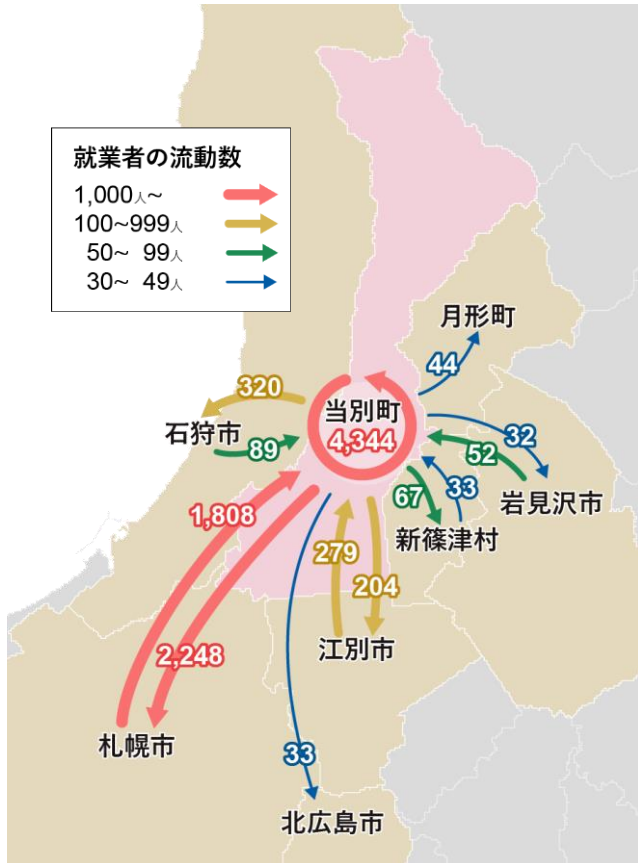 就業者の流動数
1,000人~
100~999人
50~ 99人
30~ 49人
月形町
44
320
当別町
4,344
石狩市
89
32
52
岩見沢市
67
33
新篠津村
1,808
279
204
2,248
江別市
札幌市
33
北広島市